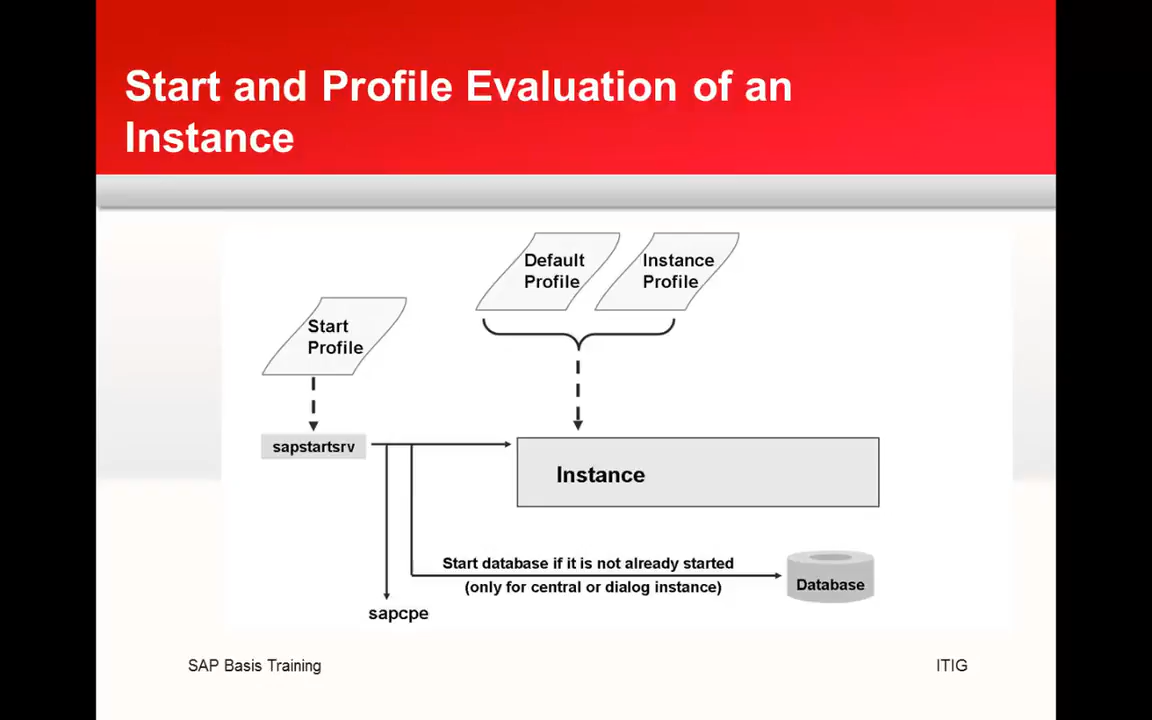 Start and Profile Evaluation of an
Instance
Default
Profile
Instance
Profile
Start
Profile
sapstartsrv
Instance
Start database if it is not already started
(only for central or dialog instance)
Database
sapcpe
SAP Basis Training
ITIG